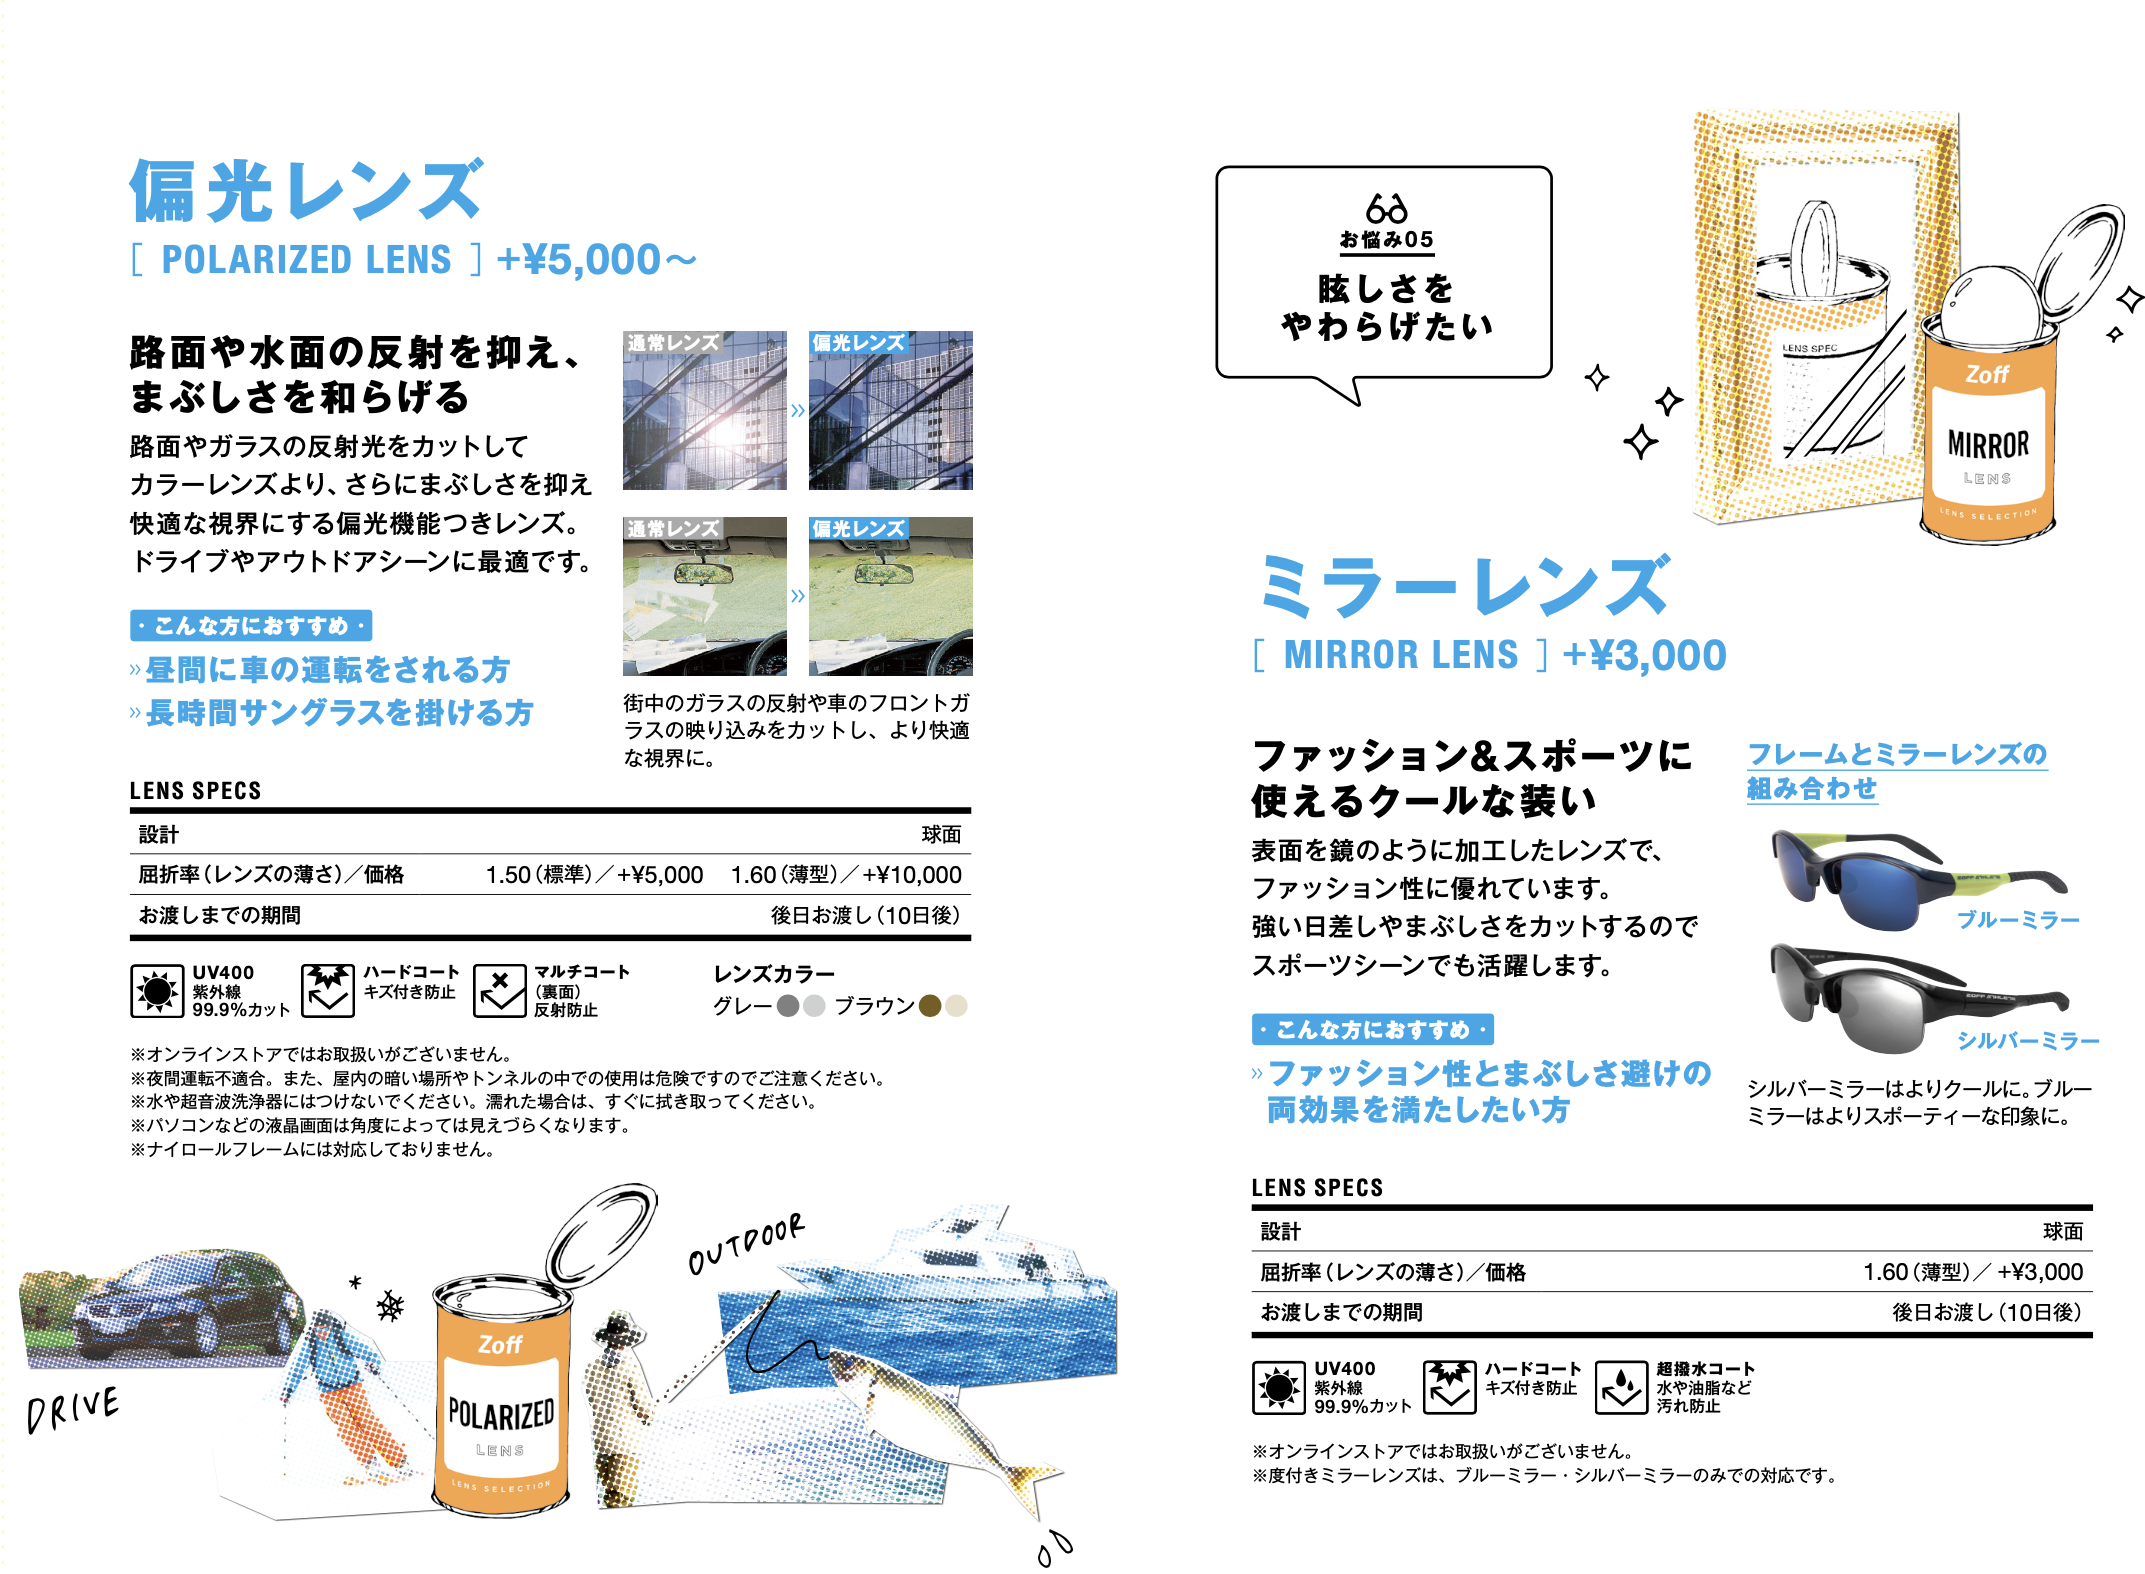 偏光レンズ
[ POLARIZED LENS ] +¥5,000〜
路面や水面の反射を抑え、
まぶしさを和らげる
路面やガラスの反射光をカットして
カラーレンズより、さらにまぶしさを抑え
快適な視界にする偏光機能つきレンズ。
ドライブやアウトドアシーンに最適です。
・こんな方におすすめ・
»昼間に車の運転をされる方
»長時間サングラスを掛ける方
通常レンズ
»
偏光レンズ
通常レンズ
»
偏光レンズ
街中のガラスの反射や車のフロントガ
ラスの映り込みをカットし、より快適
な視界に。
LENS SPECS
設計 球面
屈折率（レンズの薄さ）／価格 1.50（標準）／+¥5,000 1.60（薄型）／+¥10,000
お渡しまでの期間 後日お渡し（10日後）
UV400
紫外線
99.9%カット
ハードコート
キズ付き防止
マルチコート
（裏面）
反射防止
レンズカラー
グレー ブラウン
※オンラインストアではお取扱いがございません。
※夜間運転不適合。また、屋内の暗い場所やトンネルの中での使用は危険ですのでご注意ください。
※水や超音波洗浄器にはつけないでください。濡れた場合は、すぐに拭き取ってください。
※パソコンなどの液晶画面は角度によっては見えづらくなります。
※ナイロールフレームには対応しておりません。
DRIVE
OUTDOOR
Zoff
POLARIZED
LENS
LENS SELECTION
お悩み05
眩しさを
やわらげたい
LENS SPEC
Zoff
MIRROR
LENS
LENS SELECTION
ミラーレンズ
[ MIRROR LENS ] +¥3,000
ファッション&スポーツに
使えるクールな装い
表面を鏡のように加工したレンズで、
ファッション性に優れています。
強い日差しやまぶしさをカットするので
スポーツシーンでも活躍します。
・こんな方におすすめ・
»ファッション性とまぶしさ避けの
両効果を満たしたい方
フレームとミラーレンズの
組み合わせ
ブルーミラー
シルバーミラー
シルバーミラーはよりクールに。ブルー
ミラーはよりスポーティーな印象に。
LENS SPECS
設計 球面
屈折率（レンズの薄さ）／価格 1.60（薄型）／ +¥3,000
お渡しまでの期間 後日お渡し（10日後）
UV400
紫外線
99.9%カット
ハードコート
キズ付き防止
超撥水コート
水や油脂など
汚れ防止
※オンラインストアではお取扱いがございません。
※度付きミラーレンズは、ブルーミラー・シルバーミラーのみでの対応です。